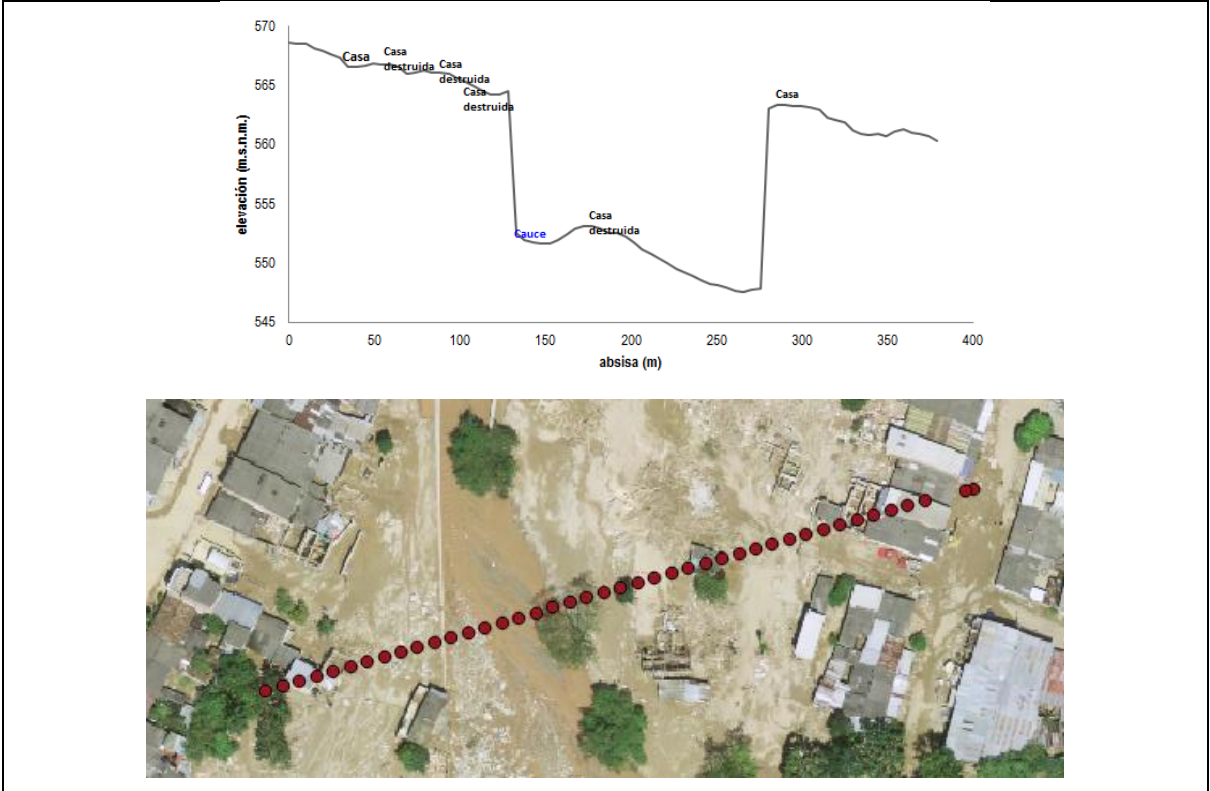 570
565
560
555
550
545
elevación (m.s.n.m.)
Casa
Casa
destruida
Casa
destruida
Casa
destruida
Cauce
Casa
destruida
Casa
0 50 100 150 200 250 300 350 400
absisa (m)